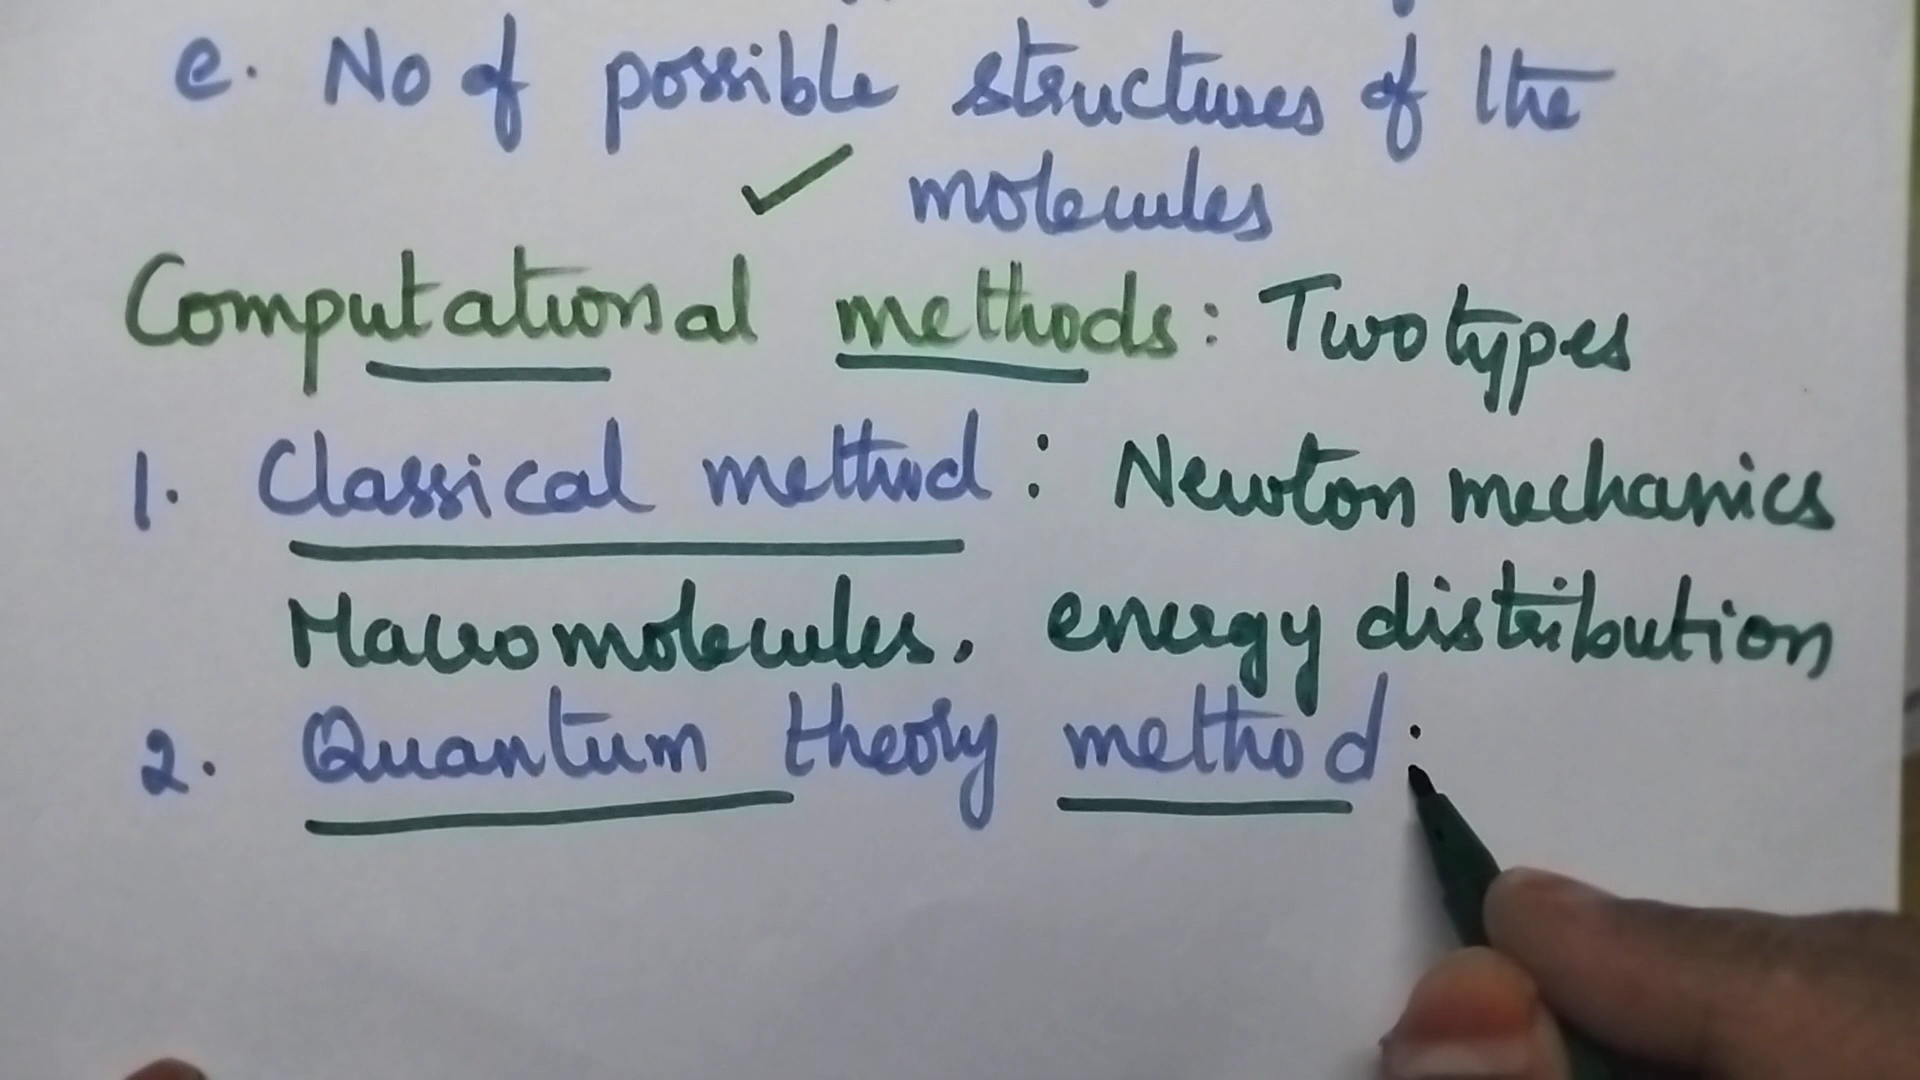 e. No of possible structures of the
molecules
Computational methods: Two types
1. Classical method: Newton mechanics
Macromolecules. energy distribution
2. Quantum theory method: